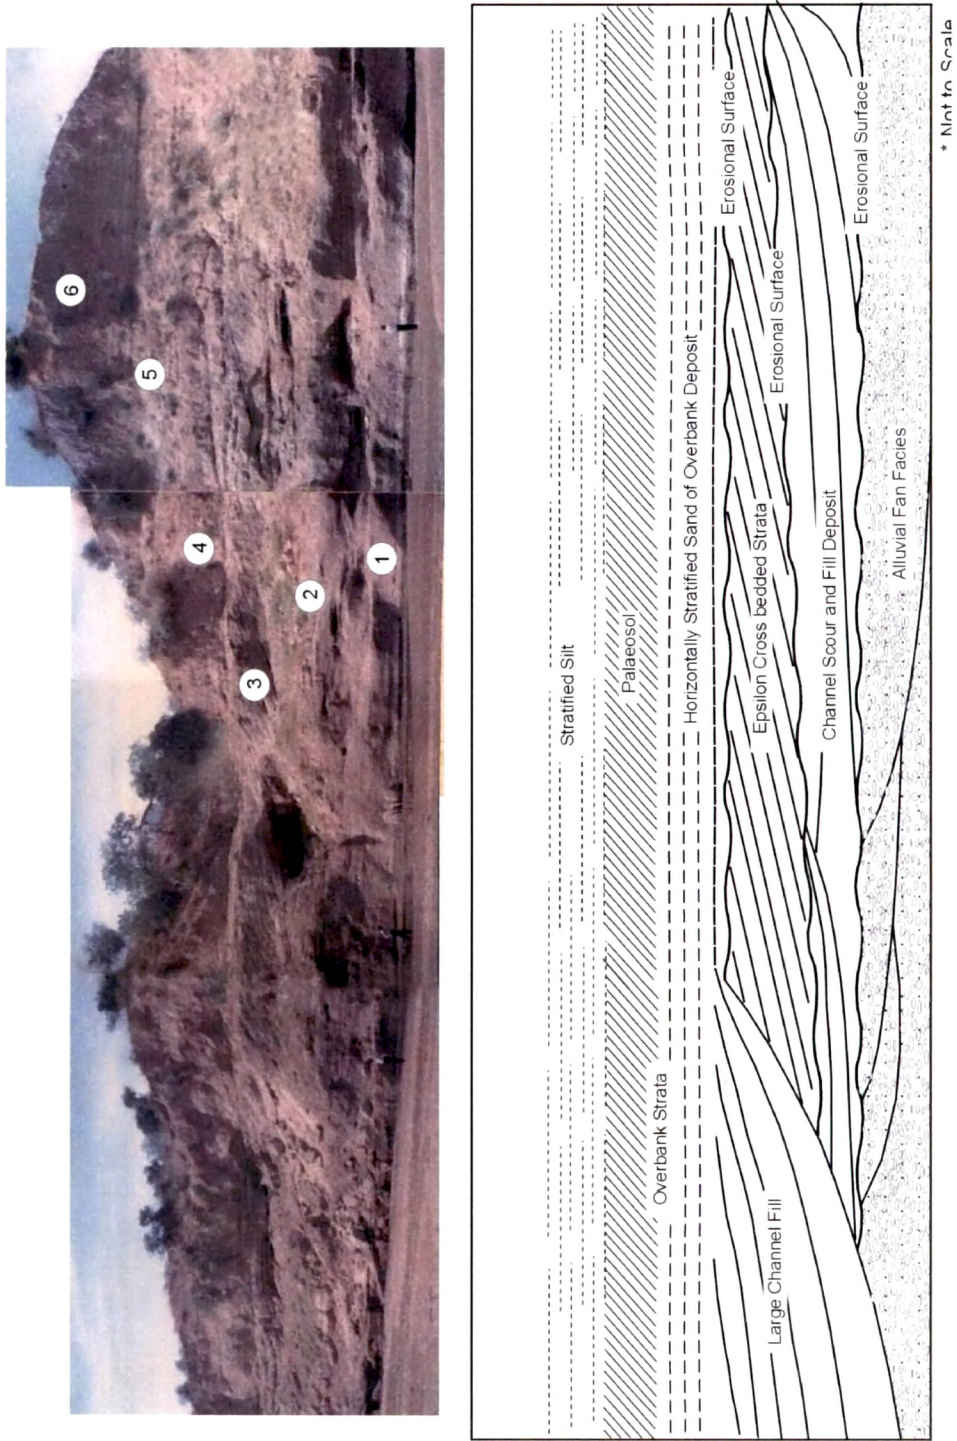 6
5
4
3
2
1
Stratified Silt
Palaeosol
Overbank Strata
Horizontally Stratified Sand of Overbank Deposit
Erosional Surface
Epsilon Cross bedded Strata
Erosional Surface
Large Channel Fill
Channel Scour and Fill Deposit
Erosional Surface
Alluvial Fan Facies
* Not to Scale